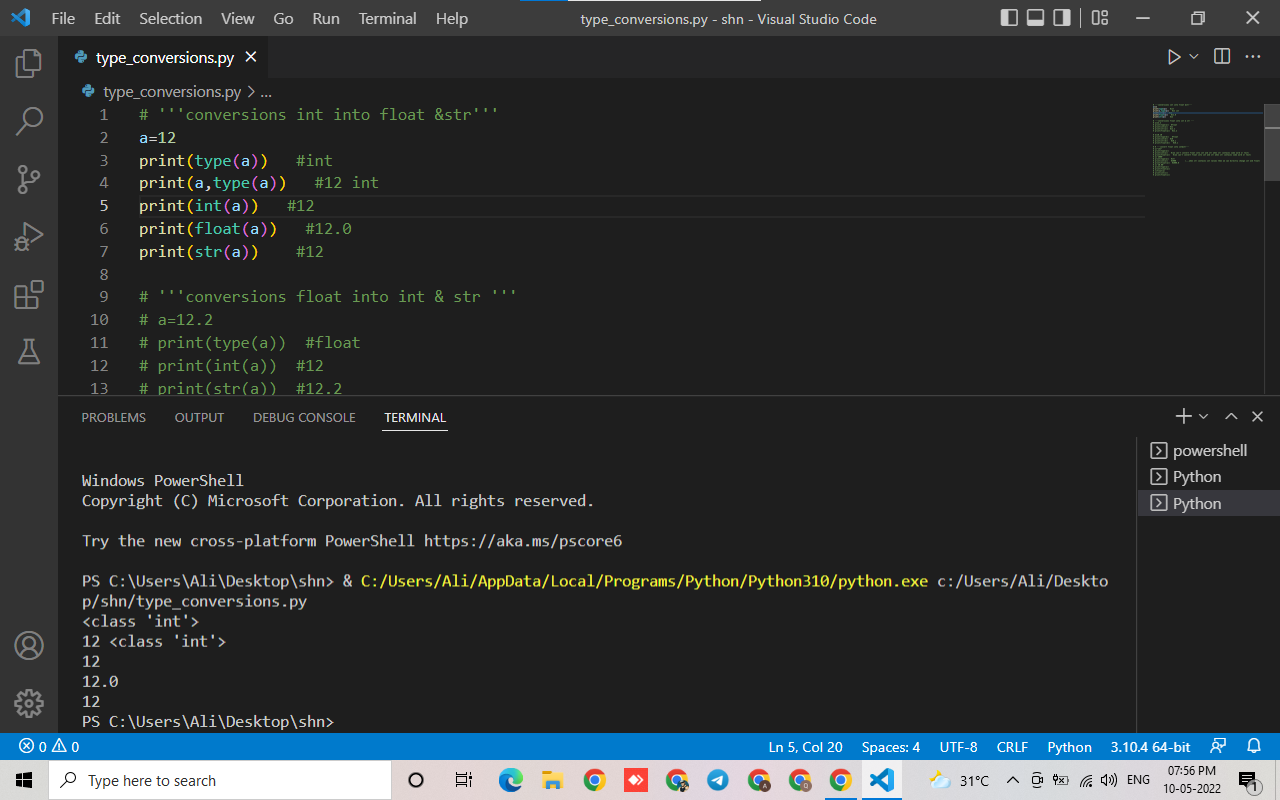 File Edit Selection View Go Run Terminal Help
type_conversions.py - shn - Visual Studio Code
type_conversions.py
type_conversions.py > ...
1 # '''conversions int into float &str'''
2 a=12
3 print(type(a))   #int
4 print(a,type(a))   #12 int
5 print(int(a))   #12
6 print(float(a))   #12.0
7 print(str(a))    #12
8
9 # '''conversions float into int & str '''
10 # a=12.2
11 # print(type(a))  #float
12 # print(int(a))  #12
13 # print(str(a))  #12.2
PROBLEMS OUTPUT DEBUG CONSOLE TERMINAL
powershell
Python
Python
Windows PowerShell
Copyright (C) Microsoft Corporation. All rights reserved.
Try the new cross-platform PowerShell https://aka.ms/pscore6
PS C:\Users\Ali\Desktop\shn> & C:/Users/Ali/AppData/Local/Programs/Python/Python310/python.exe c:/Users/Ali/Deskto
p/shn/type_conversions.py
<class 'int'>
12 <class 'int'>
12
12.0
12
PS C:\Users\Ali\Desktop\shn>
0 0
Ln 5, Col 20 Spaces: 4 UTF-8 CRLF Python 3.10.4 64-bit
Type here to search
31°C
ENG
07:56 PM
10-05-2022
1